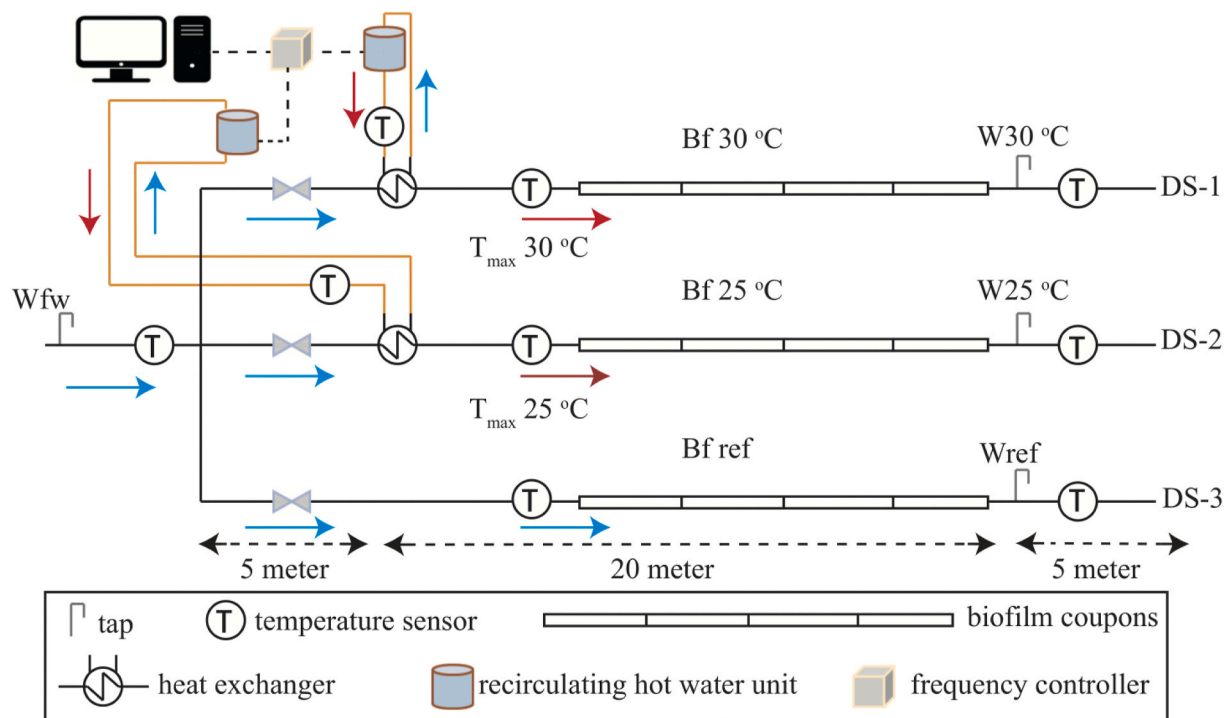 T
Bf 30 °C
W30 °C
T
T
DS-1
Tmax 30 °C
T
Wfw
Bf 25 °C
W25 °C
T
T
T
DS-2
Tmax 25 °C
Bf ref
Wref
T
T
DS-3
5 meter
20 meter
5 meter
tap
T temperature sensor
biofilm coupons
heat exchanger
recirculating hot water unit
frequency controller